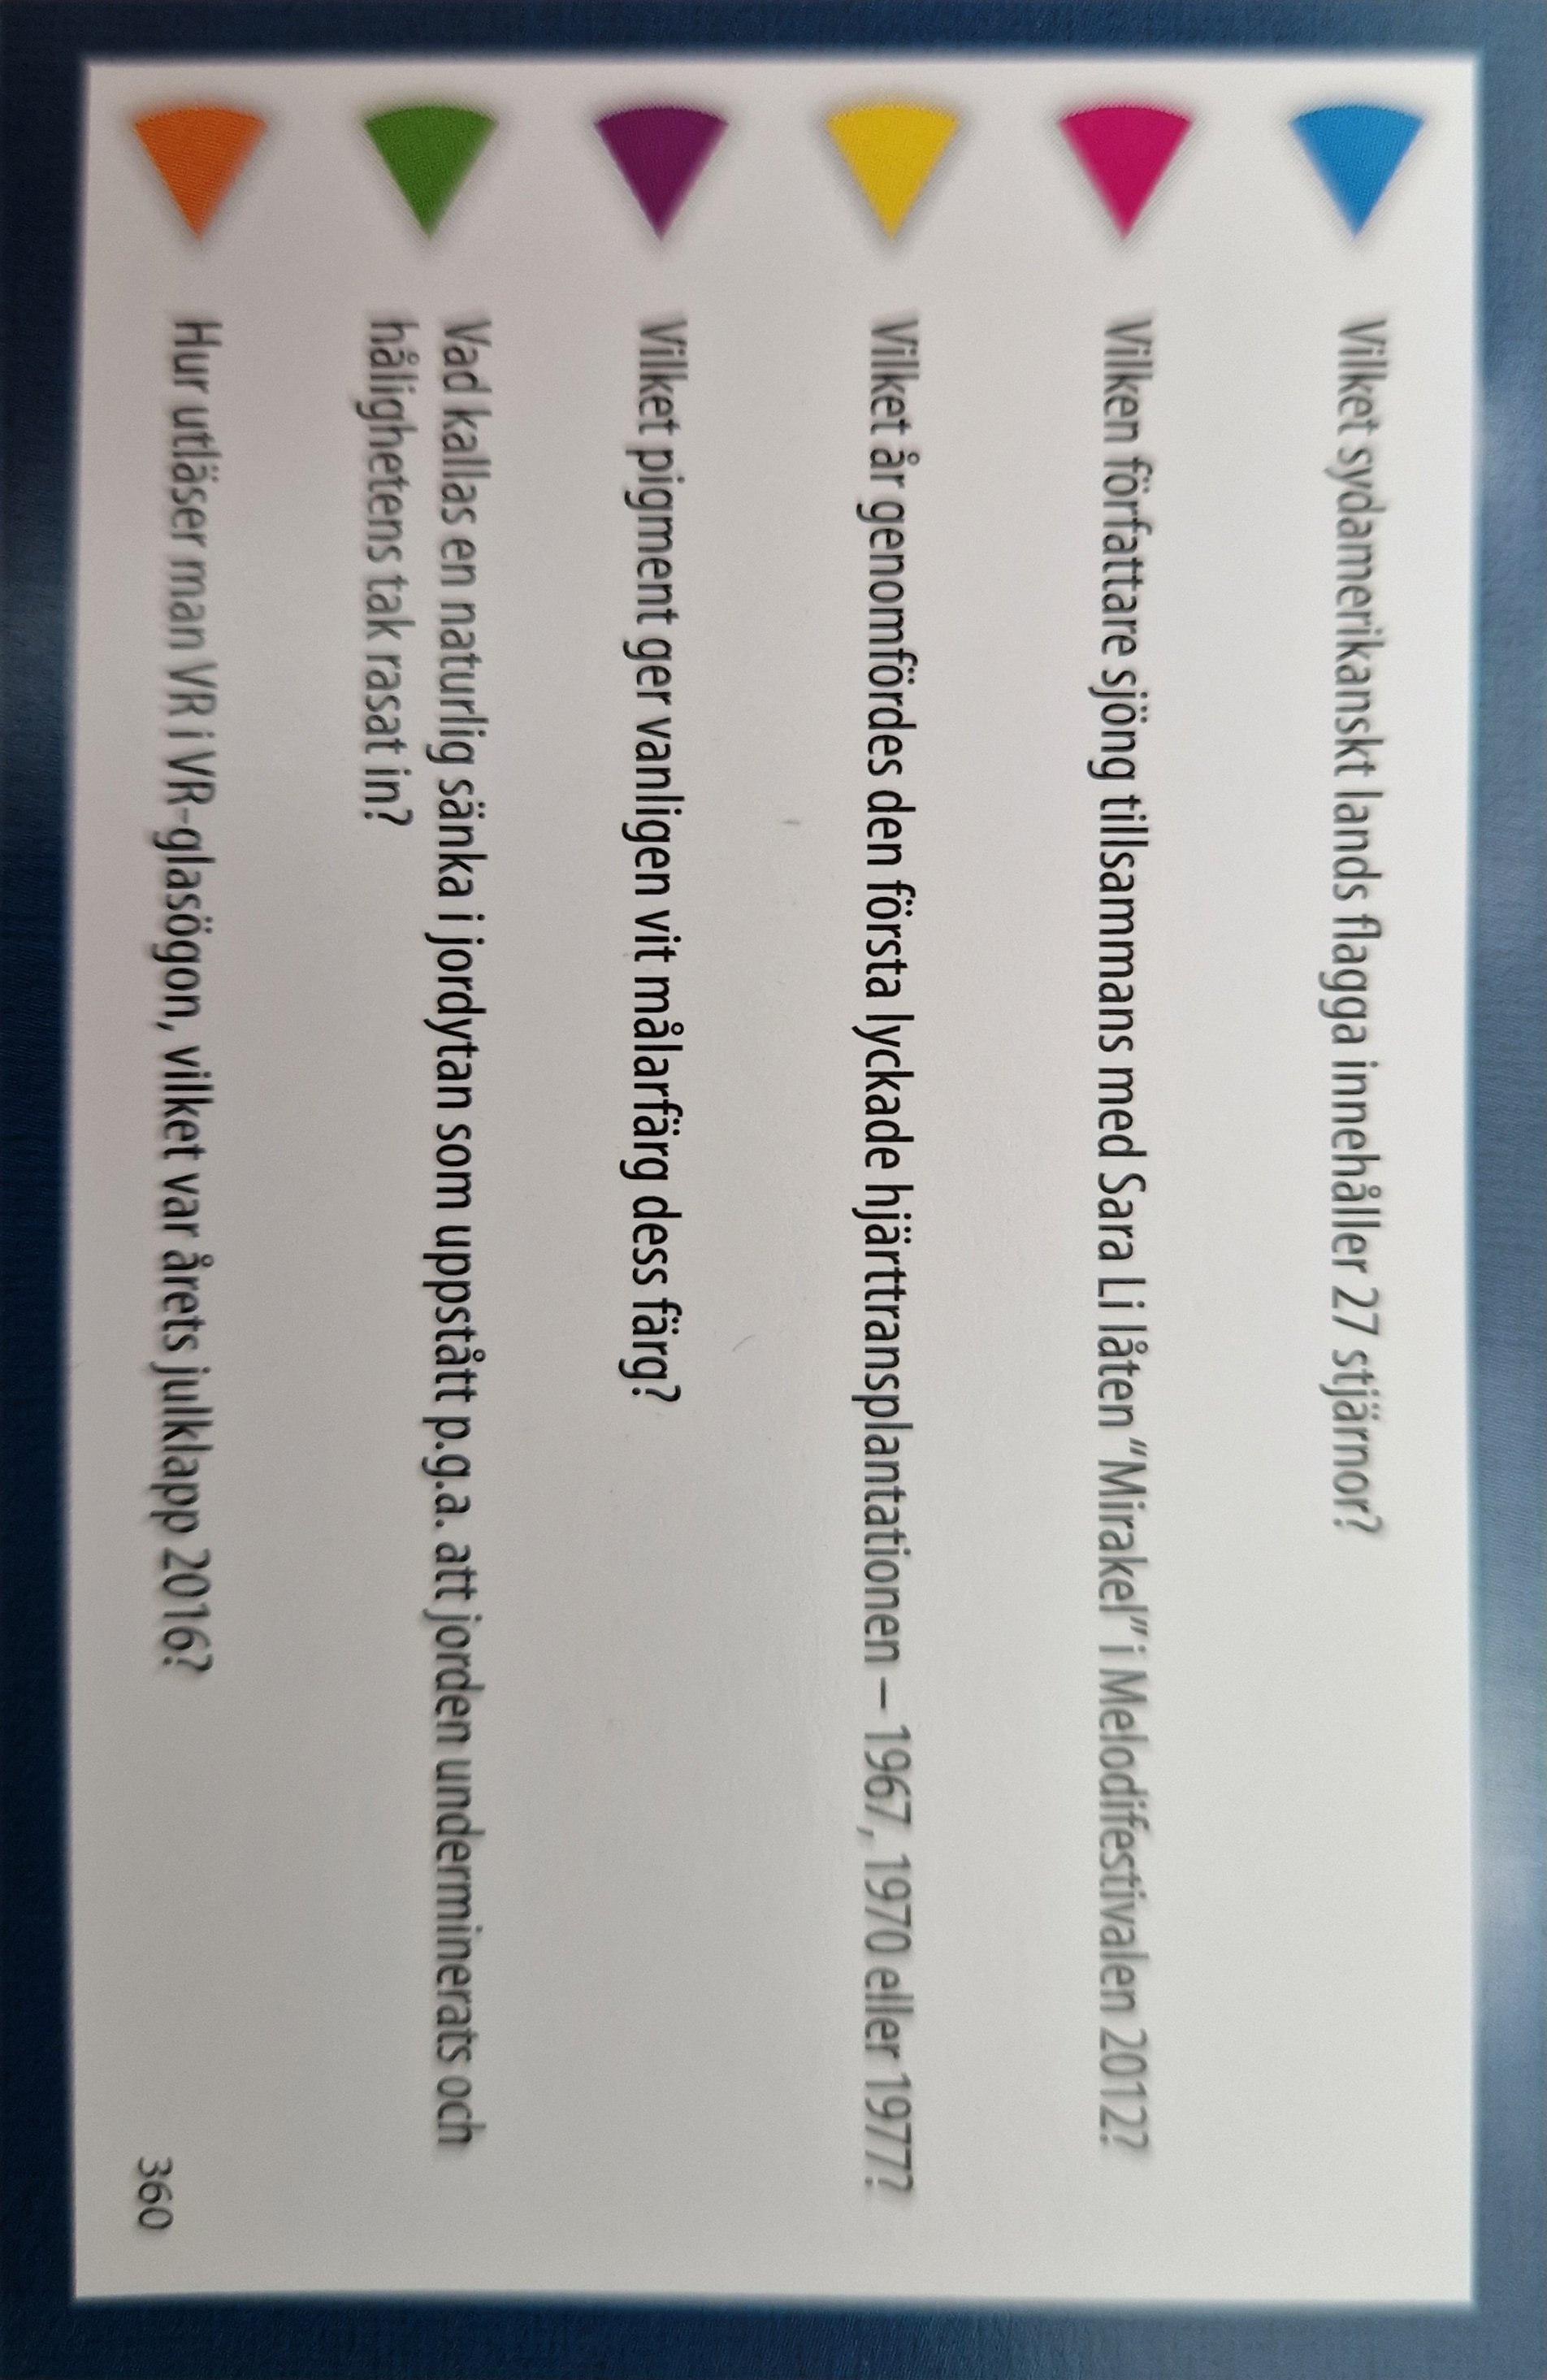 Vilket sydamerikanskt lands flagga innehåller 27 stjärnor?
Vilken författare sjöng tillsammans med Sara Li låten "Mirakel" i Melodifestivalen 2012?
Vilket år genomfördes den första lyckade hjärttransplantationen – 1967, 1970 eller 1977?
Vilket pigment ger vanligen vit målarfärg dess färg?
Vad kallas en naturlig sänka i jordytan som uppstått p.g.a. att jorden underminerats och
hålighetens tak rasat in?
Hur utläser man VR i VR-glasögon, vilket var årets julklapp 2016?
360